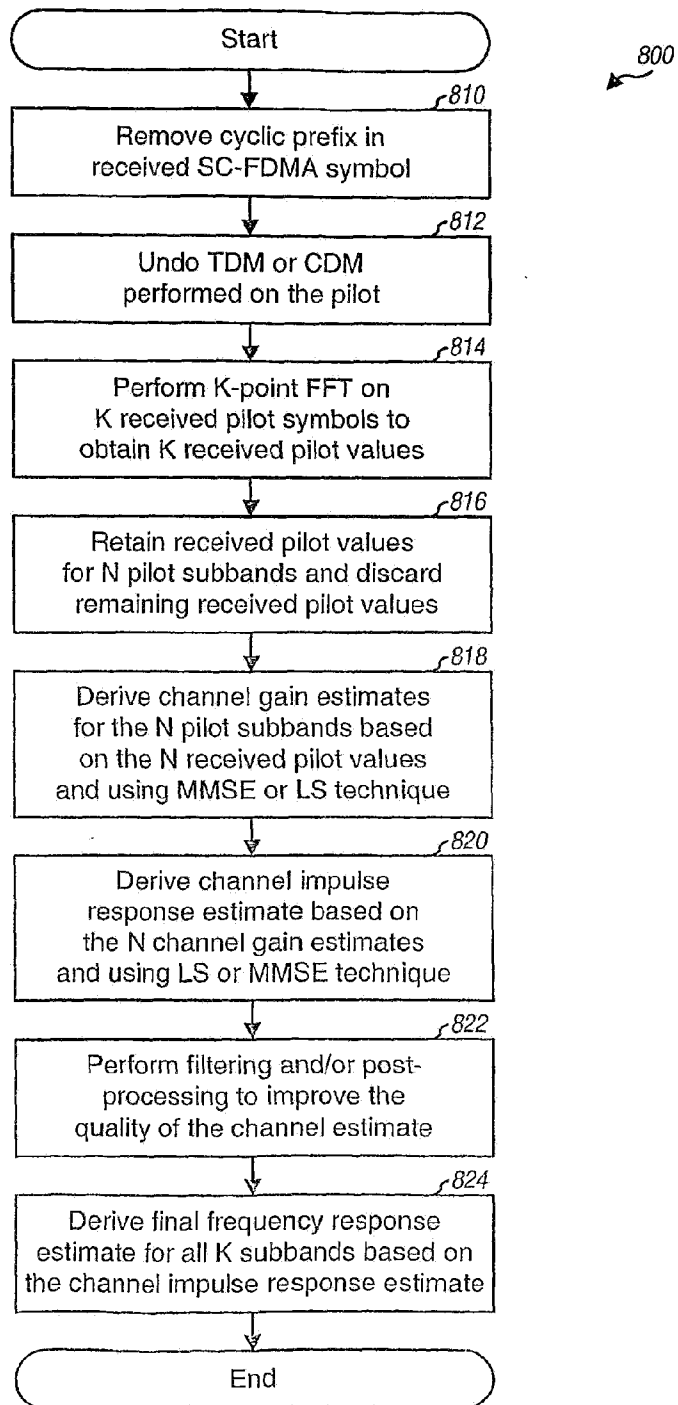 Start
800
810
Remove cyclic prefix in
received SC-FDMA symbol
812
Undo TDM or CDM
performed on the pilot
814
Perform K-point FFT on
K received pilot symbols to
obtain K received pilot values
816
Retain received pilot values
for N pilot subbands and discard
remaining received pilot values
818
Derive channel gain estimates
for the N pilot subbands based
on the N received pilot values
and using MMSE or LS technique
820
Derive channel impulse
response estimate based on
the N channel gain estimates
and using LS or MMSE technique
822
Perform filtering and/or post-
processing to improve the
quality of the channel estimate
824
Derive final frequency response
estimate for all K subbands based on
the channel impulse response estimate
End